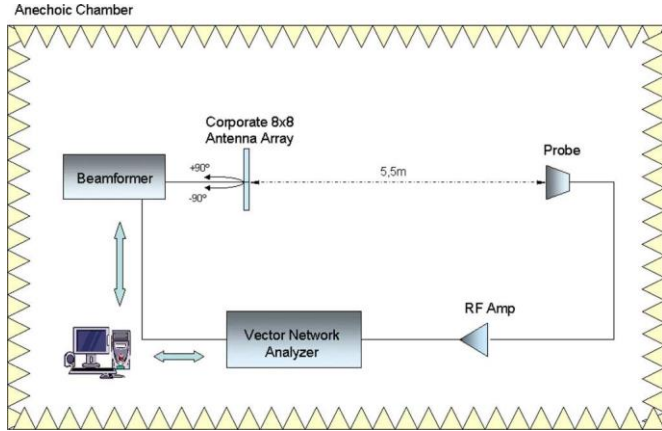 Anechoic Chamber
Corporate 8x8
Antenna Array
Probe
Beamformer
+90º
-90º
5,5m
RF Amp
Vector Network
Analyzer